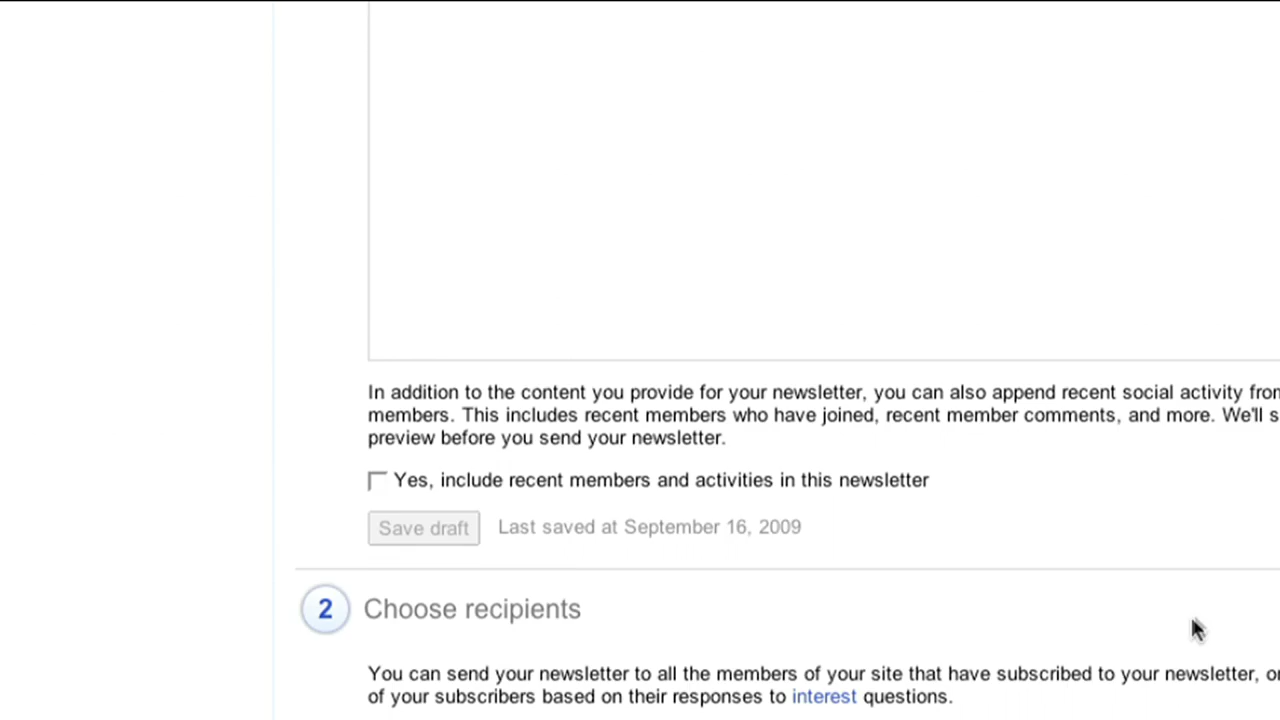 In addition to the content you provide for your newsletter, you can also append recent social activity
members. This includes recent members who have joined, recent member comments, and more. We'll
preview before you send your newsletter.
Yes, include recent members and activities in this newsletter
Save draft Last saved at September 16, 2009
2 Choose recipients
You can send your newsletter to all the members of your site that have subscribed to your newsletter,
of your subscribers based on their responses to interest questions.